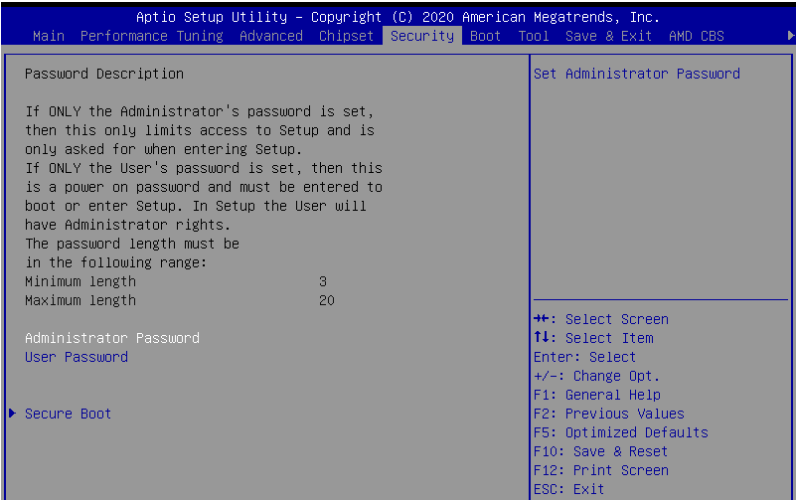 Aptio Setup Utility – Copyright (C) 2020 American Megatrends, Inc.
Main Performance Tuning Advanced Chipset Security Boot Tool Save & Exit AMD CBS
Password Description
If ONLY the Administrator's password is set,
then this only limits access to Setup and is
only asked for when entering Setup.
If ONLY the User's password is set, then this
is a power on password and must be entered to
boot or enter Setup. In Setup the User will
have Administrator rights.
The password length must be
in the following range:
Minimum length 3
Maximum length 20
Administrator Password
User Password
Secure Boot
Set Administrator Password
→←: Select Screen
↑↓: Select Item
Enter: Select
+/-: Change Opt.
F1: General Help
F2: Previous Values
F5: Optimized Defaults
F10: Save & Reset
F12: Print Screen
ESC: Exit